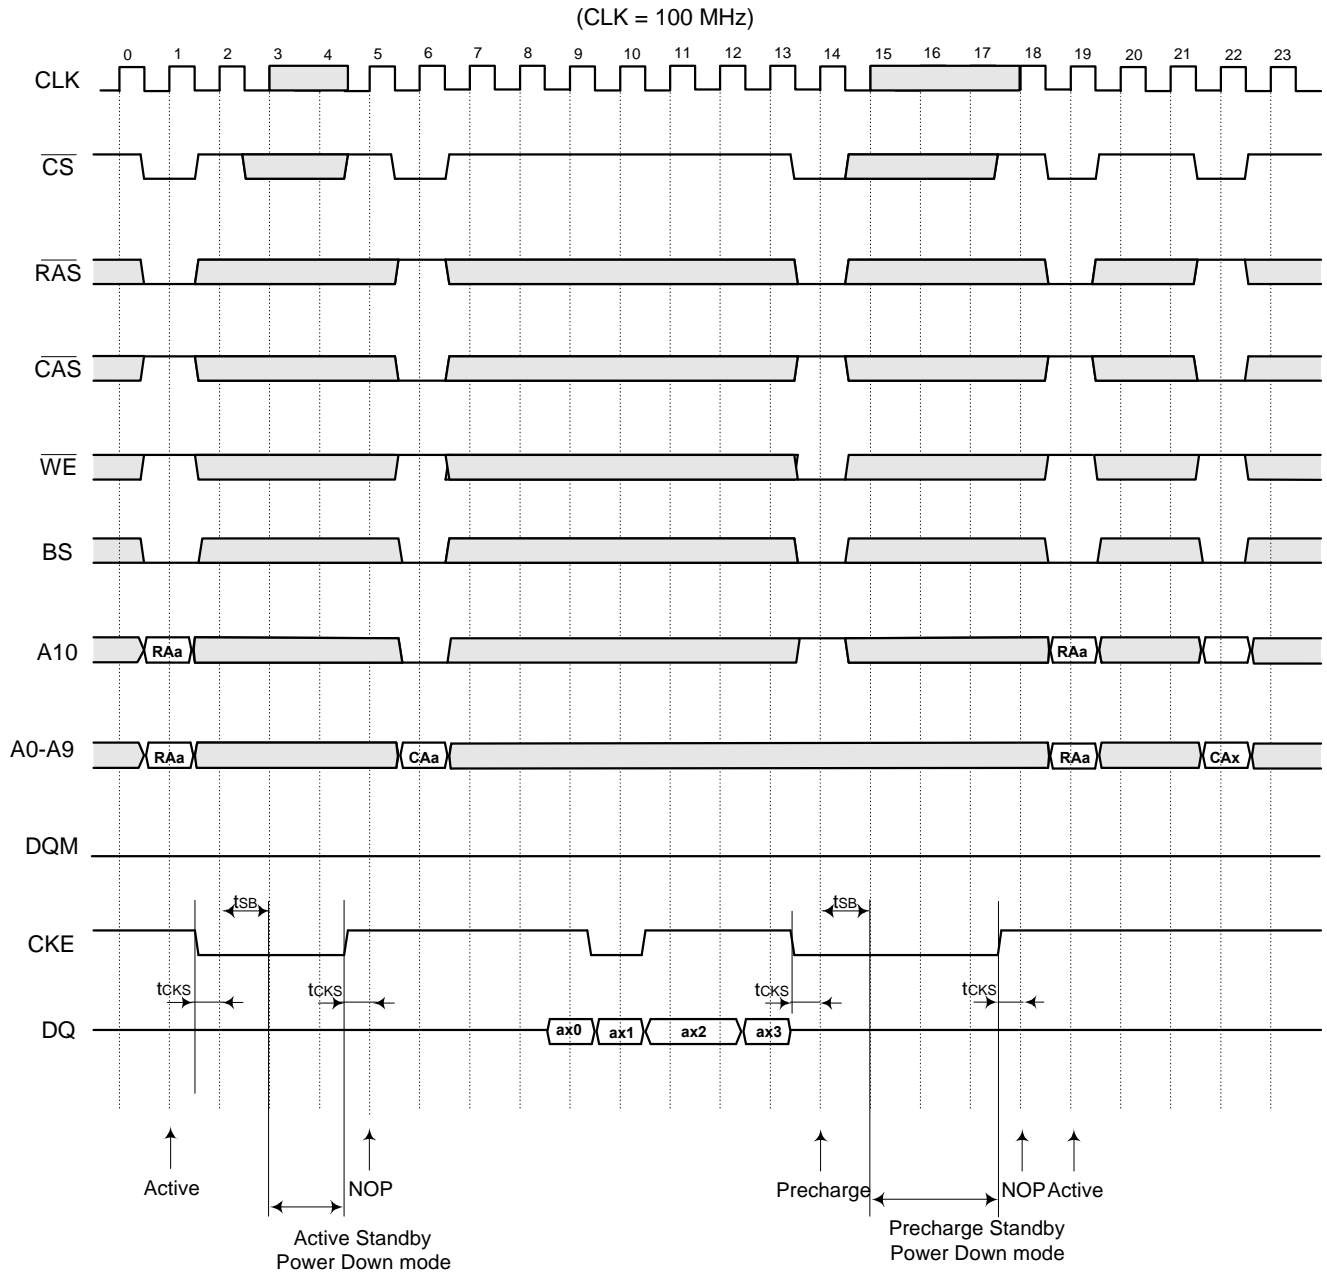 (CLK = 100 MHz)
0 1 2 3 4 5 6 7 8 9 10 11 12 13 14 15 16 17 18 19 20 21 22 23
CLK
CS
RAS
CAS
WE
BS
A10 RAa RAa
A0-A9 RAa CAa RAa CAx
DQM
tSB tSB
CKE
tCKS tCKS tCKS tCKS
DQ ax0 ax1 ax2 ax3
Active NOP Precharge NOP Active
Active Standby
Power Down mode
Precharge Standby
Power Down mode